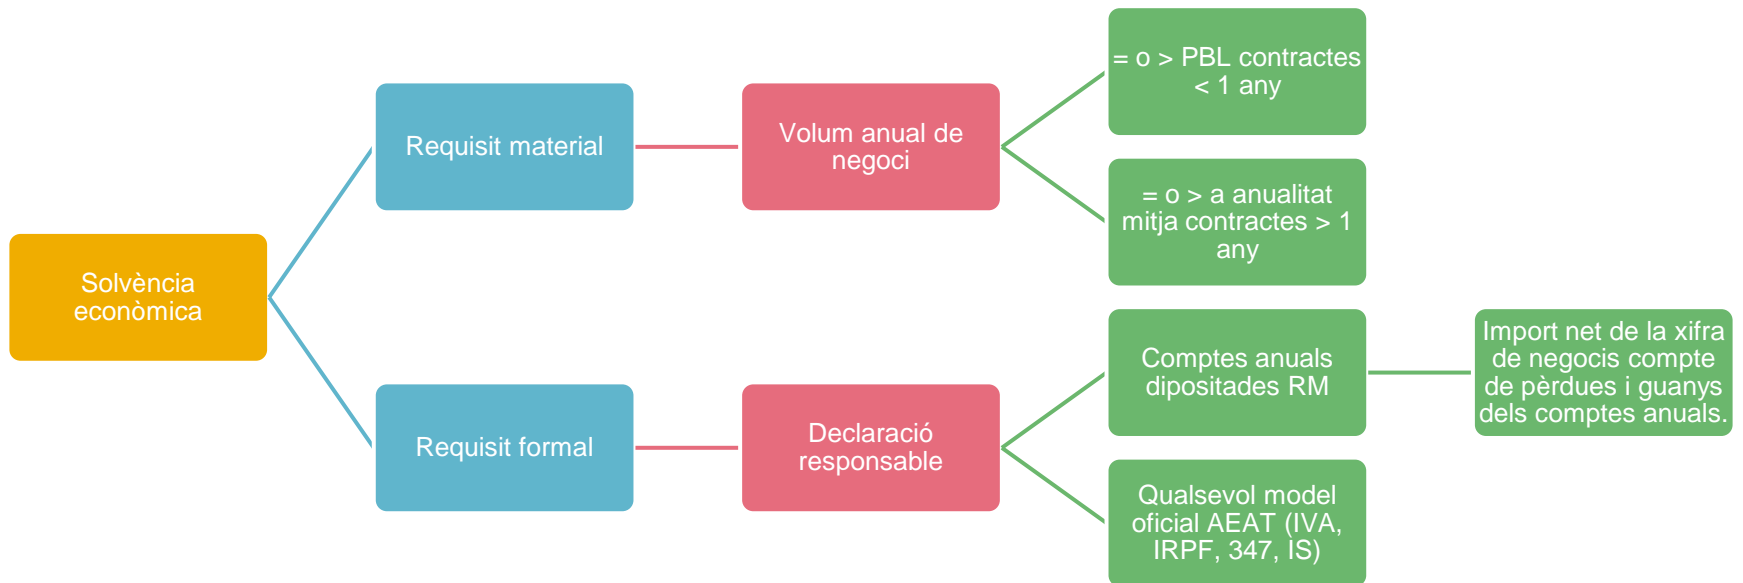 Solvència
econòmica
Requisit material
Volum anual de
negoci
= o > PBL contractes
< 1 any
= o > a anualitat
mitja contractes > 1
any
Requisit formal
Declaració
responsable
Comptes anuals
dipositades RM
Import net de la xifra
de negocis compte
de pèrdues i guanys
dels comptes anuals.
Qualsevol model
oficial AEAT (IVA,
IRPF, 347, IS)